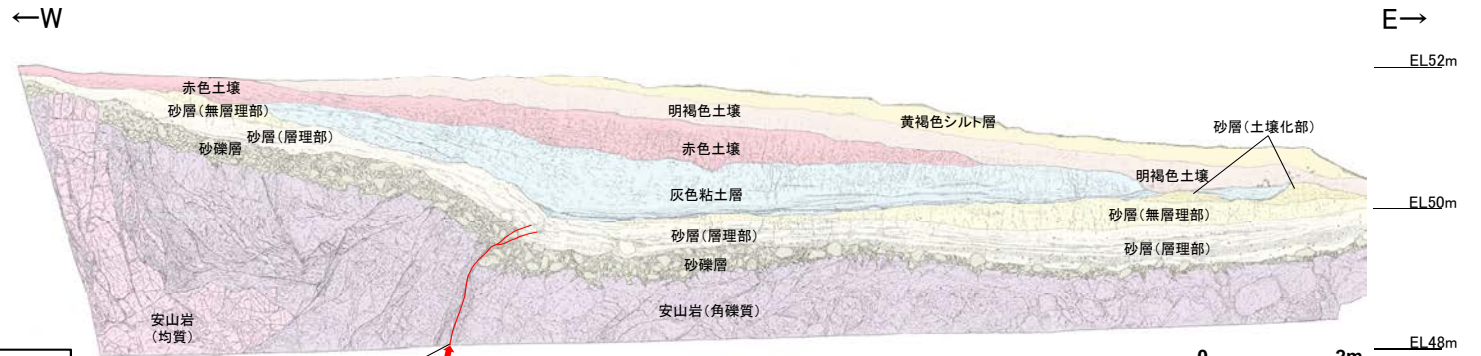 ←W
E→
EL52m
赤色土壌
砂層(無層理部)
明褐色土壌
黄褐色シルト層
砂層(土壌化部)
砂層(層理部)
砂礫層
赤色土壌
明褐色土壌
灰色粘土層
EL50m
砂層(無層理部)
砂層(層理部)
砂層(層理部)
砂礫層
安山岩(角礫質)
安山岩
(均質)
EL48m
0 2m